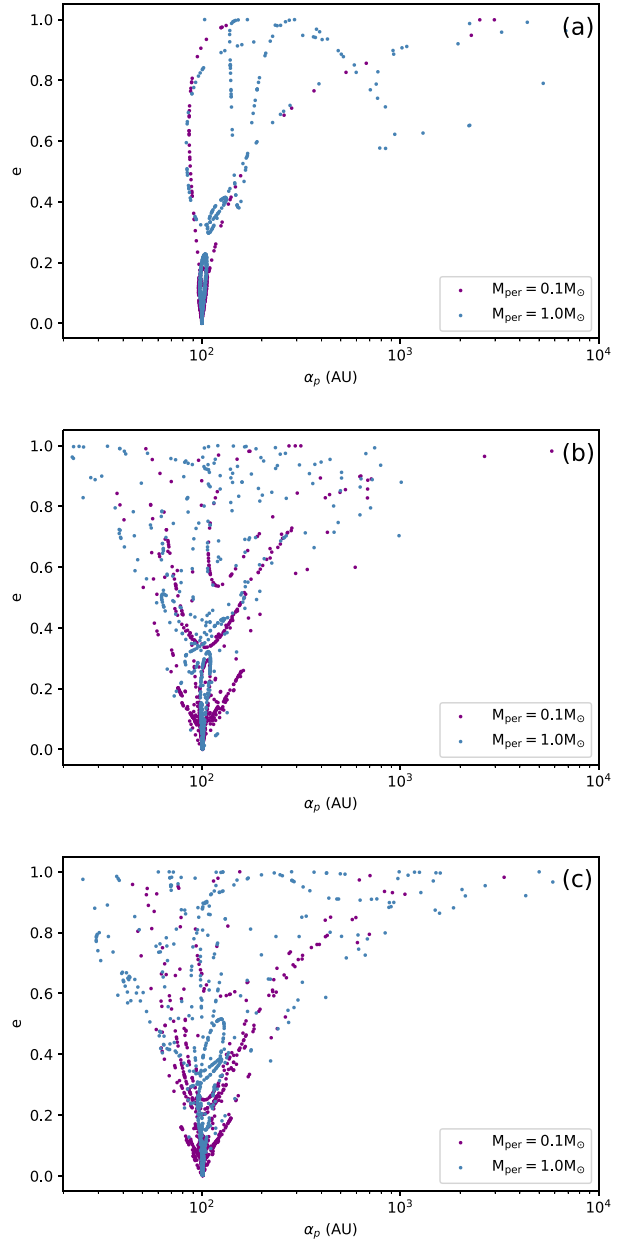 (a)
1.0
0.8
0.6
0.4
0.2
0.0
e
M_per = 0.1M_⊙
M_per = 1.0M_⊙
10^2
10^3
10^4
α_p (AU)
(b)
1.0
0.8
0.6
0.4
0.2
0.0
e
M_per = 0.1M_⊙
M_per = 1.0M_⊙
10^2
10^3
10^4
α_p (AU)
(c)
1.0
0.8
0.6
0.4
0.2
0.0
e
M_per = 0.1M_⊙
M_per = 1.0M_⊙
10^2
10^3
10^4
α_p (AU)